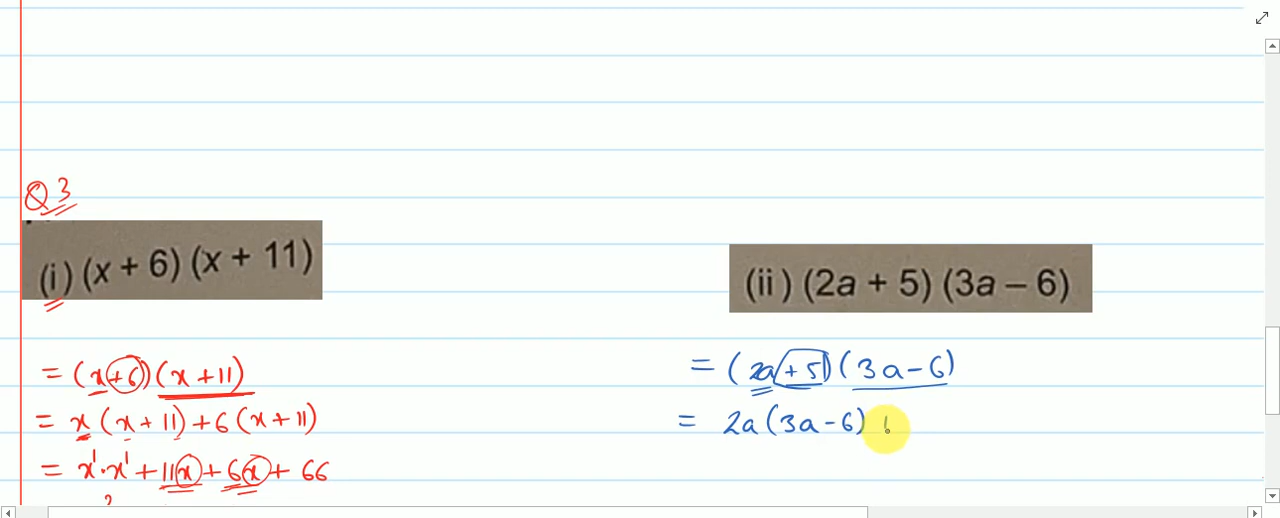 Q3
(i) (x + 6) (x + 11)
= (x+6) (x+11)
= x (x + 11) + 6 (x + 11)
= x¹·x¹ + 11x + 6x + 66
(ii) (2a + 5) (3a – 6)
= (2a + 5) (3a - 6)
= 2a (3a - 6)